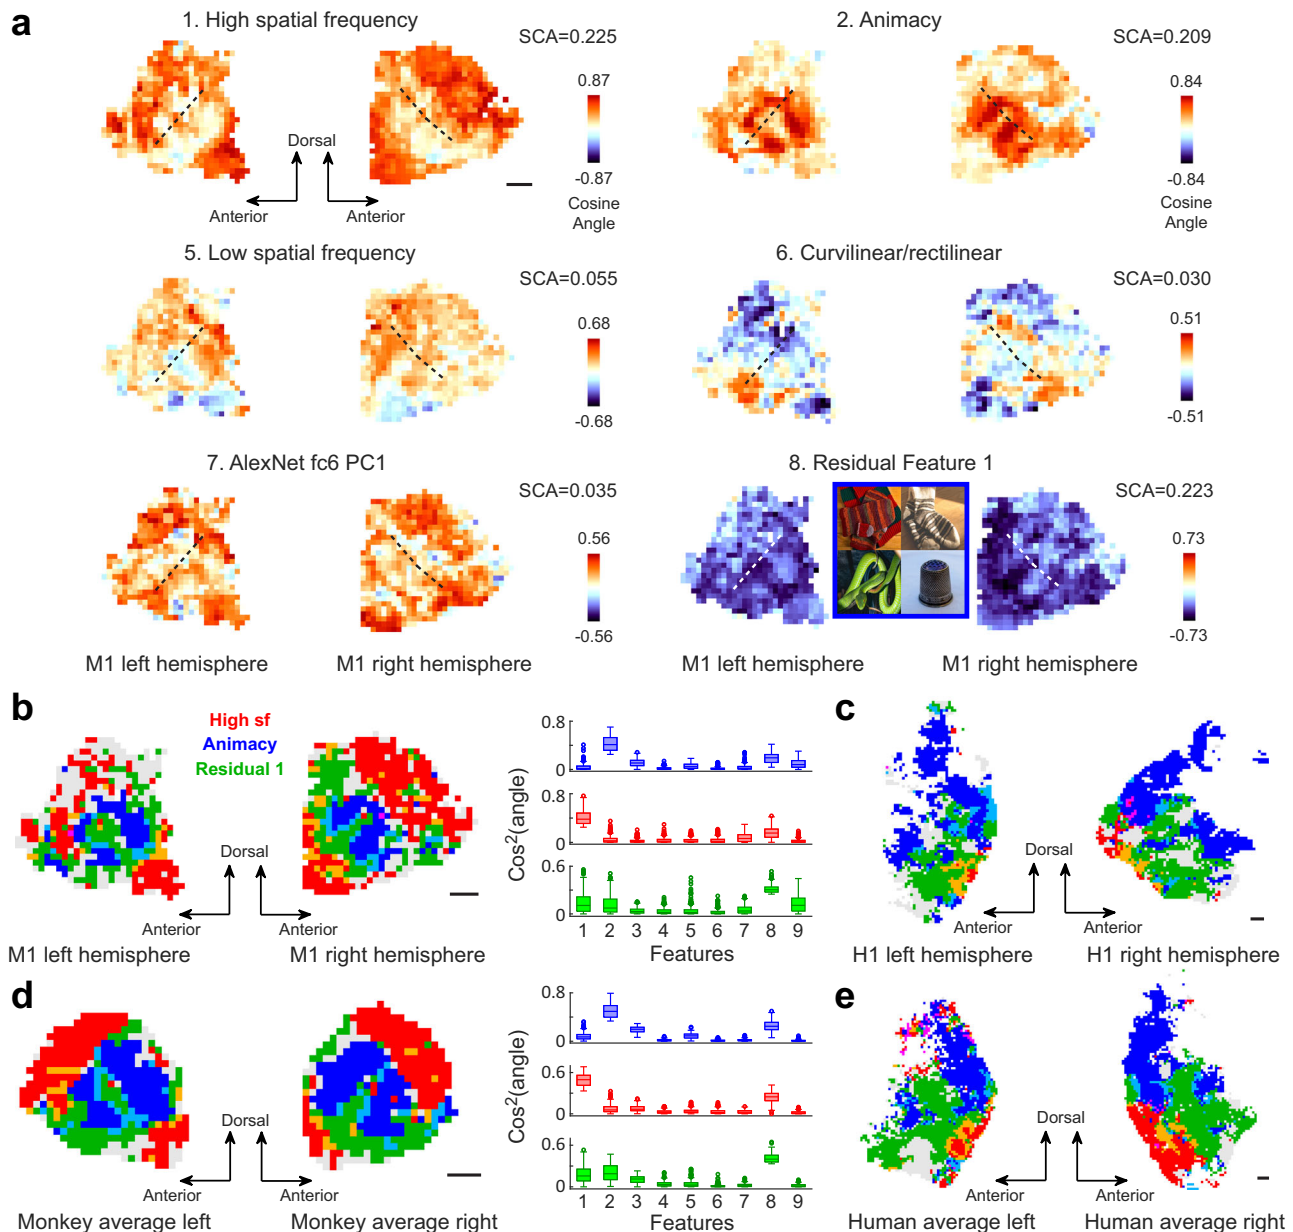 a
1. High spatial frequency
SCA=0.225
0.87
-0.87
Cosine
Angle
Dorsal
Anterior
Anterior
2. Animacy
SCA=0.209
0.84
-0.84
Cosine
Angle
5. Low spatial frequency
SCA=0.055
0.68
-0.68
6. Curvilinear/rectilinear
SCA=0.030
0.51
-0.51
7. AlexNet fc6 PC1
SCA=0.035
0.56
-0.56
M1 left hemisphere
M1 right hemisphere
8. Residual Feature 1
SCA=0.223
0.73
-0.73
M1 left hemisphere
M1 right hemisphere
b
High sf
Animacy
Residual 1
Dorsal
Anterior
Anterior
M1 left hemisphere
M1 right hemisphere
Cos²(angle)
0.8
0
0.8
0
0.6
0
1 2 3 4 5 6 7 8 9
Features
c
Dorsal
Anterior
Anterior
H1 left hemisphere
H1 right hemisphere
d
Dorsal
Anterior
Anterior
Monkey average left
Monkey average right
Cos²(angle)
0.8
0
0.6
0
0.6
0
1 2 3 4 5 6 7 8 9
Features
e
Dorsal
Anterior
Anterior
Human average left
Human average right